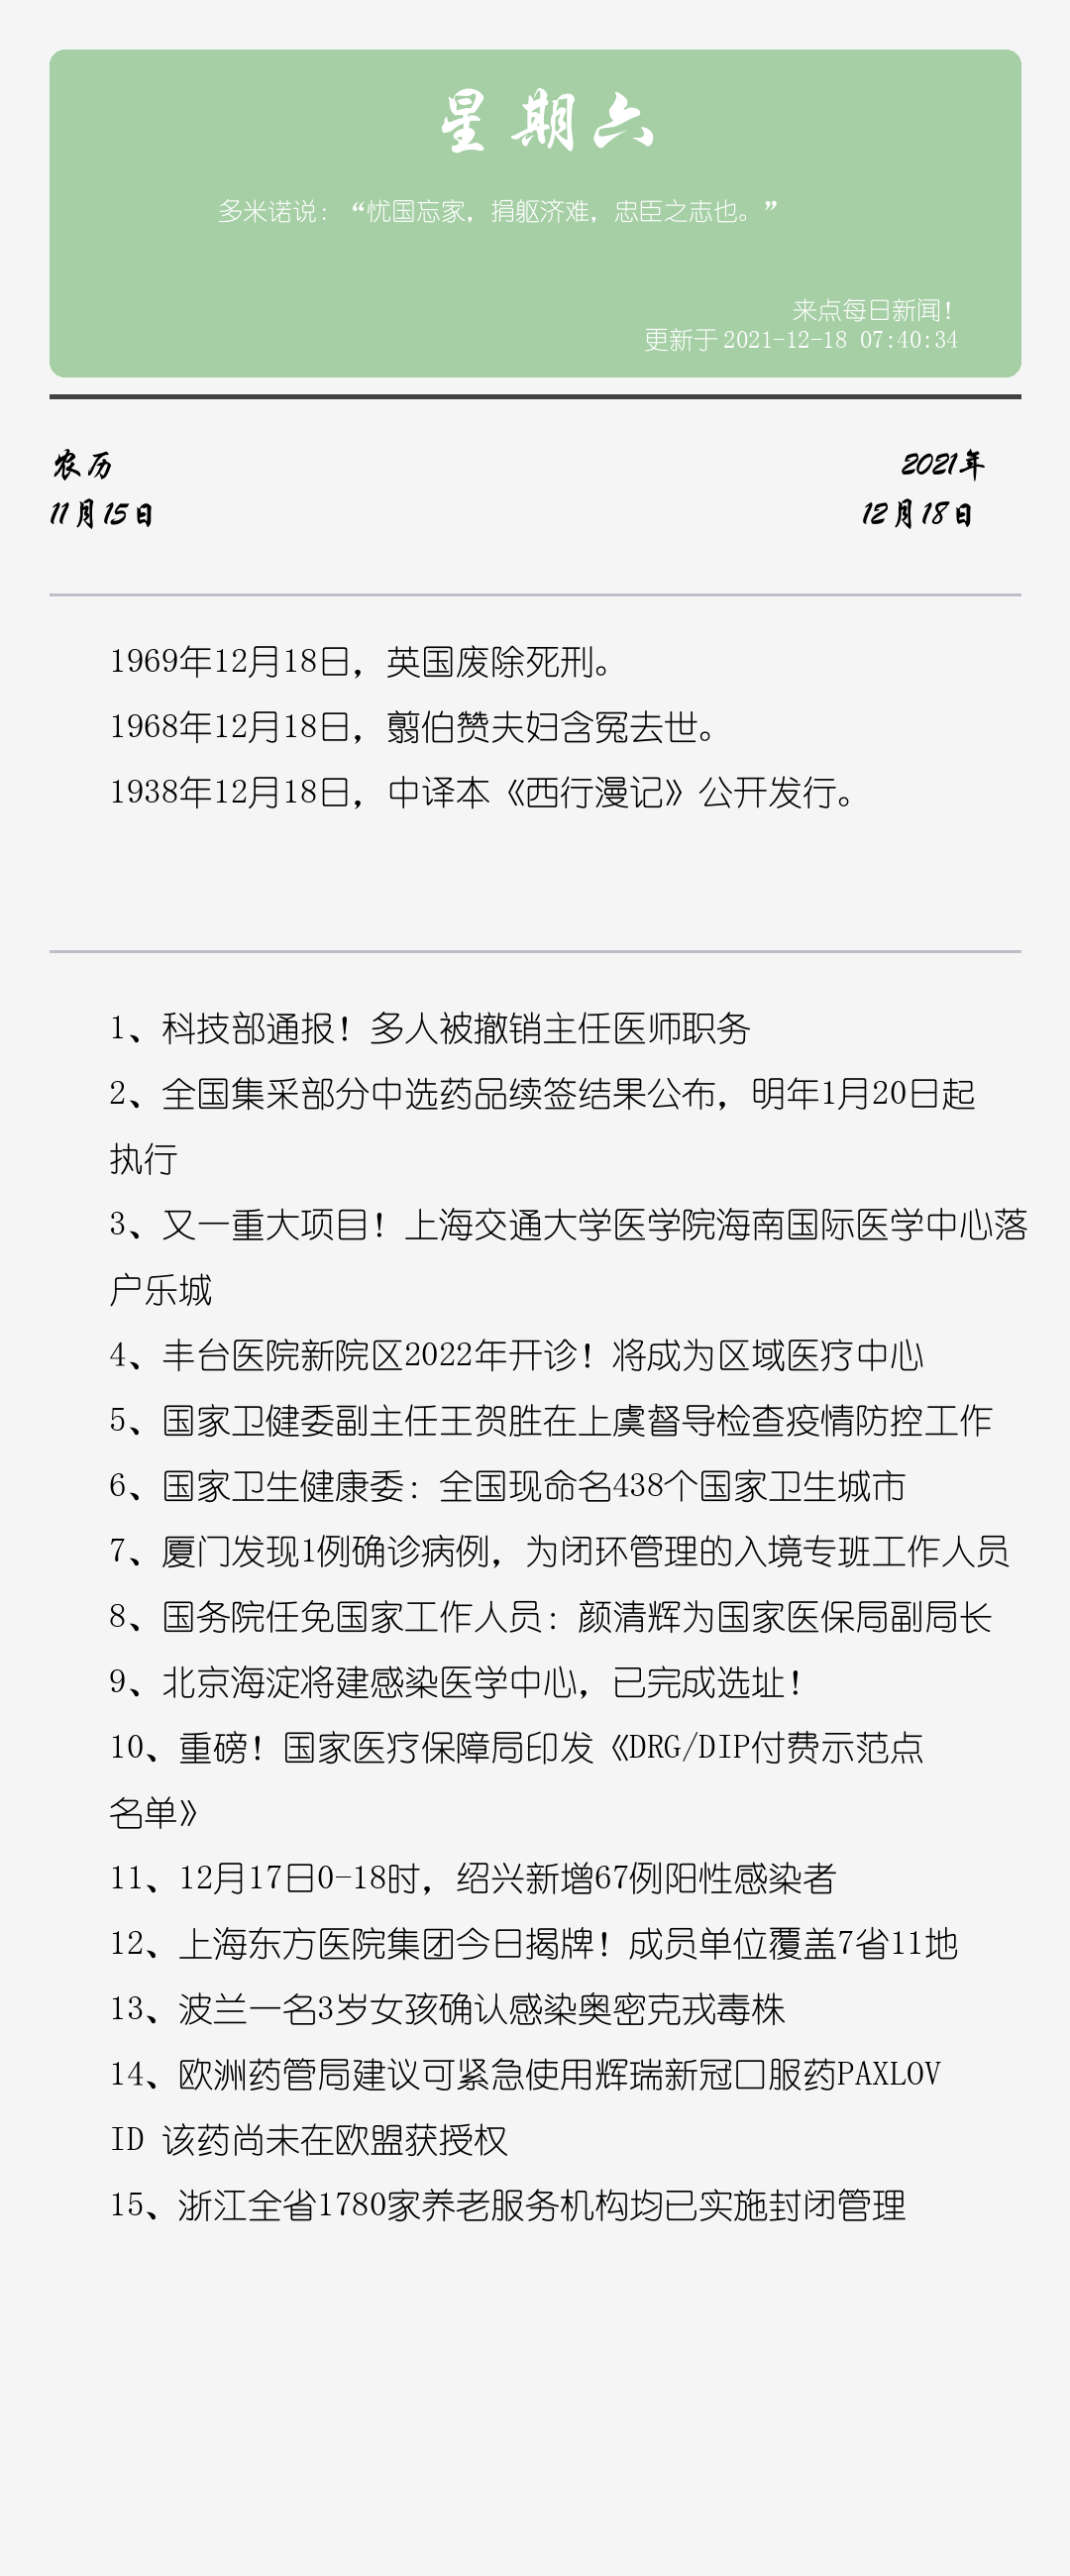 星期六
多米诺说：“忧国忘家，捐躯济难，忠臣之志也。”
来点每日新闻！
更新于 2021-12-18 07:40:34
农历
2021年
11月15日
12月18日
1969年12月18日，英国废除死刑。
1968年12月18日，翦伯赞夫妇含冤去世。
1938年12月18日，中译本《西行漫记》公开发行。
1、科技部通报！多人被撤销主任医师职务
2、全国集采部分中选药品续签结果公布，明年1月20日起
执行
3、又一重大项目！上海交通大学医学院海南国际医学中心落
户乐城
4、丰台医院新院区2022年开诊！将成为区域医疗中心
5、国家卫健委副主任王贺胜在上虞督导检查疫情防控工作
6、国家卫生健康委：全国现命名438个国家卫生城市
7、厦门发现1例确诊病例，为闭环管理的入境专班工作人员
8、国务院任免国家工作人员：颜清辉为国家医保局副局长
9、北京海淀将建感染医学中心，已完成选址！
10、重磅！国家医疗保障局印发《DRG/DIP付费示范点
名单》
11、12月17日0-18时，绍兴新增67例阳性感染者
12、上海东方医院集团今日揭牌！成员单位覆盖7省11地
13、波兰一名3岁女孩确认感染奥密克戎毒株
14、欧洲药管局建议可紧急使用辉瑞新冠口服药PAXLOV
ID 该药尚未在欧盟获授权
15、浙江全省1780家养老服务机构均已实施封闭管理